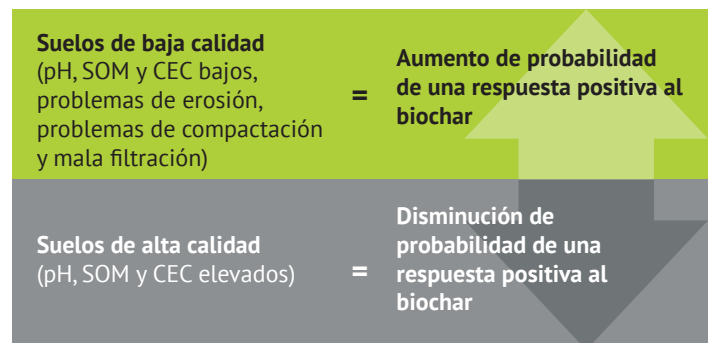 Suelos de baja calidad
(pH, SOM y CEC bajos,
problemas de erosión,
problemas de compactación
y mala filtración)
=
Aumento de probabilidad
de una respuesta positiva al
biochar
Suelos de alta calidad
(pH, SOM y CEC elevados)
=
Disminución de
probabilidad de una
respuesta positiva al
biochar